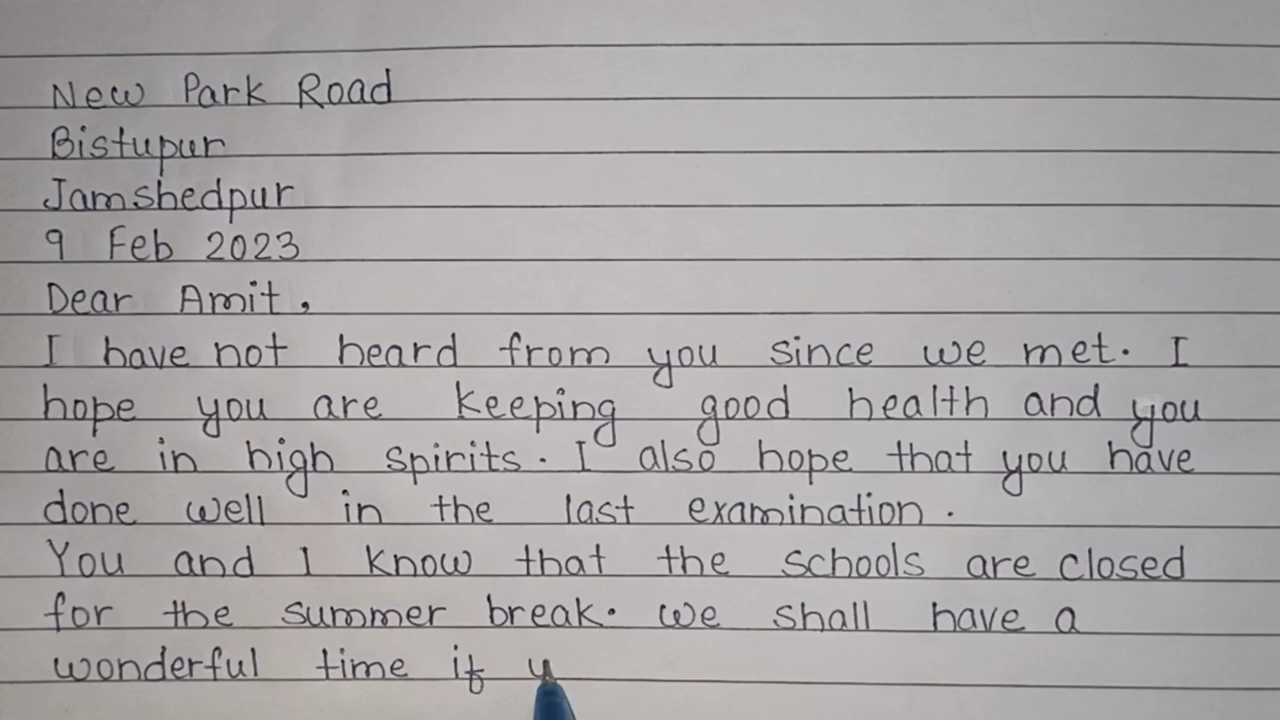 New Park Road
Bistupur
Jamshedpur
9 Feb 2023
Dear Amit,
I have not heard from you since we met. I
hope you are keeping good health and you
are in high spirits. I also hope that you have
done well in the last examination.
You and I know that the schools are closed
for the summer break. we shall have a
wonderful time if